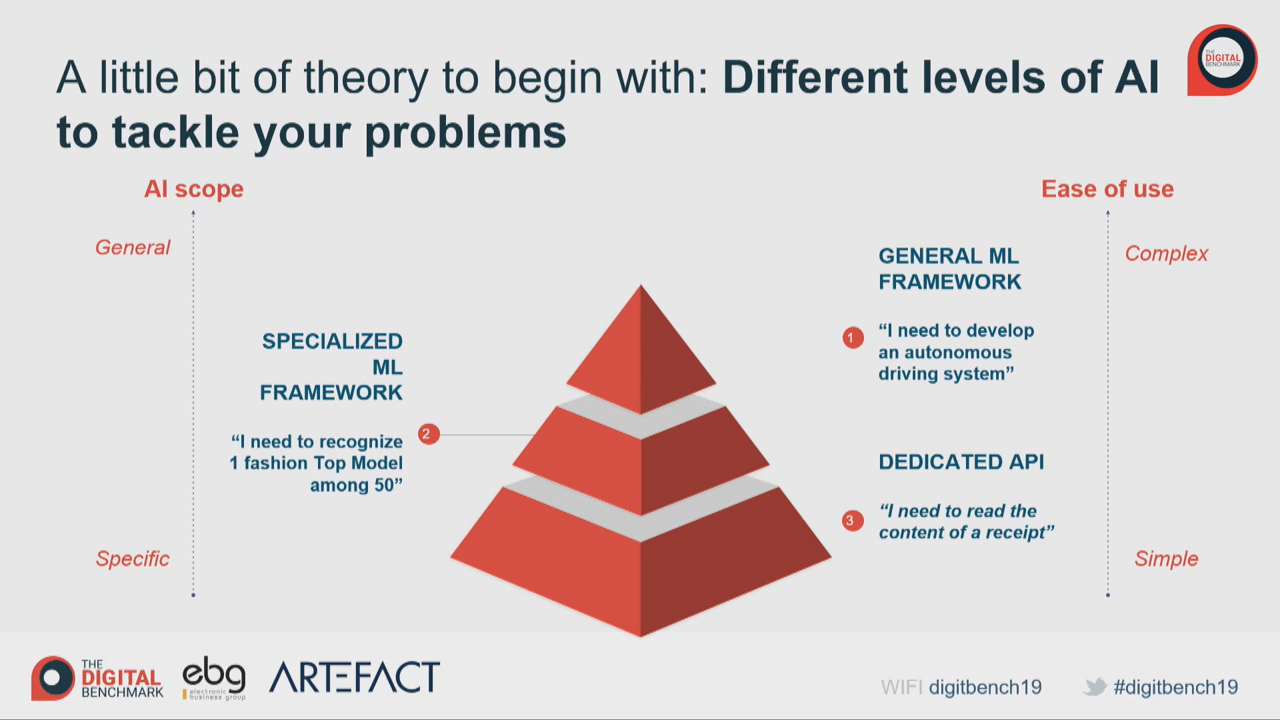 A little bit of theory to begin with: Different levels of AI
to tackle your problems
THE
DIGITAL
BENCHMARK
AI scope
General
Specific
SPECIALIZED
ML
FRAMEWORK
“I need to recognize
1 fashion Top Model
among 50”
2
GENERAL ML
FRAMEWORK
1
“I need to develop
an autonomous
driving system”
DEDICATED API
3
“I need to read the
content of a receipt”
Ease of use
Complex
Simple
THE
DIGITAL
BENCHMARK
ebg
electronic
business group
ARTEFACT
WIFI digitbench19
#digitbench19